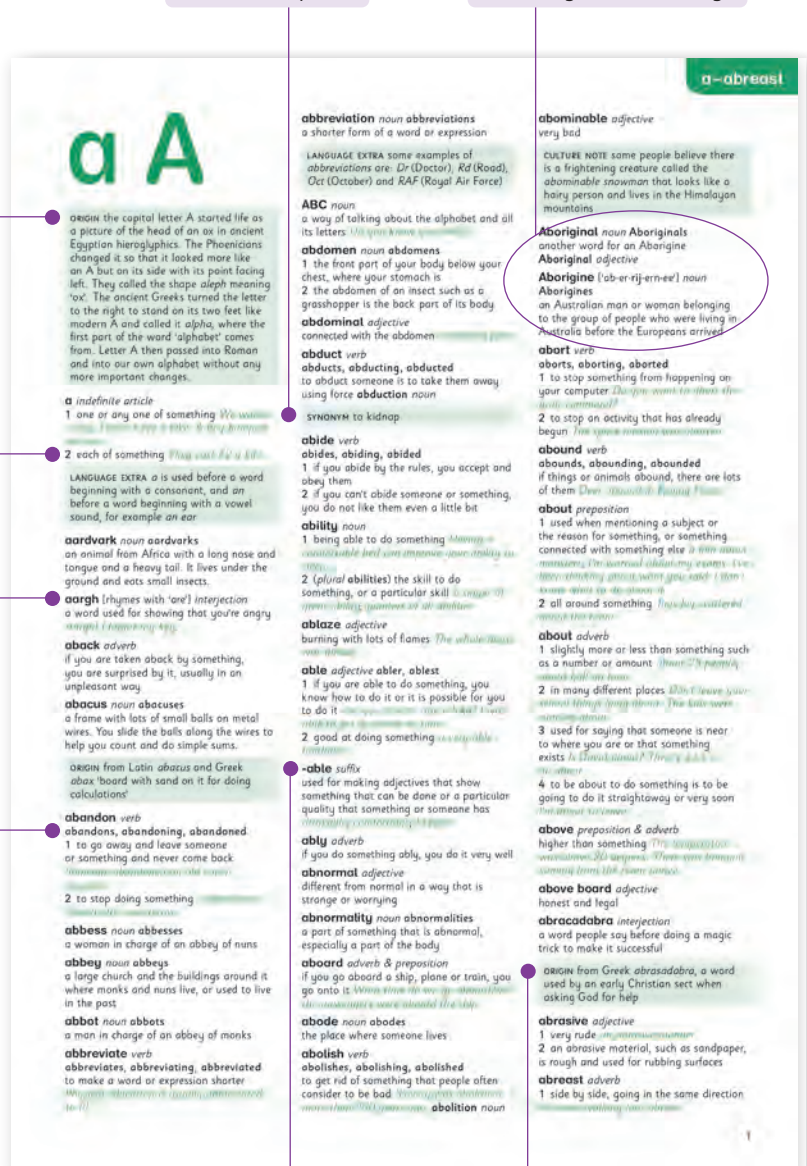 a–abreast
a A
ORIGIN the capital letter A started life as
a picture of the head of an ox in ancient
Egyptian hieroglyphics. The Phoenicians
changed it so that it looked more like
an A but on its side with its point facing
left. They called the shape aleph meaning
'ox'. The ancient Greeks turned the letter
to the right to stand on its two feet like
modern A and called it alpha, where the
first part of the word 'alphabet' comes
from. Letter A then passed into Roman
and into our own alphabet without any
more important changes.
a indefinite article
1 one or any one of something
2 each of something
LANGUAGE EXTRA a is used before a word
beginning with a consonant, and an
before a word beginning with a vowel
sound, for example an ear
aardvark noun aardvarks
an animal from Africa with a long nose and
tongue and a heavy tail. It lives under the
ground and eats small insects.
aargh [rhymes with 'are'] interjection
a word used for showing that you're angry
aback adverb
if you are taken aback by something,
you are surprised by it, usually in an
unpleasant way
abacus noun abacuses
a frame with lots of small balls on metal
wires. You slide the balls along the wires to
help you count and do simple sums.
ORIGIN from Latin abacus and Greek
abax 'board with sand on it for doing
calculations'
abandon verb
abandons, abandoning, abandoned
1 to go away and leave someone
or something and never come back
2 to stop doing something
abbess noun abbesses
a woman in charge of an abbey of nuns
abbey noun abbeys
a large church and the buildings around it
where monks and nuns live, or used to live
in the past
abbot noun abbots
a man in charge of an abbey of monks
abbreviate verb
abbreviates, abbreviating, abbreviated
to make a word or expression shorter
abbreviation noun abbreviations
a shorter form of a word or expression
LANGUAGE EXTRA some examples of
abbreviations are: Dr (Doctor), Rd (Road),
Oct (October) and RAF (Royal Air Force)
ABC noun
a way of talking about the alphabet and all
its letters
abdomen noun abdomens
1 the front part of your body below your
chest, where your stomach is
2 the abdomen of an insect such as a
grasshopper is the back part of its body
abdominal adjective
connected with the abdomen
abduct verb
abducts, abducting, abducted
to abduct someone is to take them away
using force abduction noun
SYNONYM to kidnap
abide verb
abides, abiding, abided
1 if you abide by the rules, you accept and
obey them
2 if you can't abide someone or something,
you do not like them even a little bit
ability noun
1 being able to do something
2 (plural abilities) the skill to do
something, or a particular skill
ablaze adjective
burning with lots of flames
able adjective abler, ablest
1 if you are able to do something, you
know how to do it or it is possible for you
to do it
2 good at doing something
-able suffix
used for making adjectives that show
something that can be done or a particular
quality that something or someone has
ably adverb
if you do something ably, you do it very well
abnormal adjective
different from normal in a way that is
strange or worrying
abnormality noun abnormalities
a part of something that is abnormal,
especially a part of the body
aboard adverb & preposition
if you go aboard a ship, plane or train, you
go onto it
abode noun abodes
the place where someone lives
abolish verb
abolishes, abolishing, abolished
to get rid of something that people often
consider to be bad
abolition noun
abominable adjective
very bad
CULTURE NOTE some people believe there
is a frightening creature called the
abominable snowman that looks like a
hairy person and lives in the Himalayan
mountains
Aboriginal noun Aboriginals
another word for an Aborigine
Aboriginal adjective
Aborigine ['ab-er-rij-ern-ee'] noun
Aborigines
an Australian man or woman belonging
to the group of people who were living in
Australia before the Europeans arrived
abort verb
aborts, aborting, aborted
1 to stop something from happening on
your computer
2 to stop an activity that has already
begun
abound verb
abounds, abounding, abounded
if things or animals abound, there are lots
of them
about preposition
1 used when mentioning a subject or
the reason for something, or something
connected with something else
2 all around something
about adverb
1 slightly more or less than something such
as a number or amount
2 in many different places
3 used for saying that someone is near
to where you are or that something
exists
4 to be about to do something is to be
going to do it straightaway or very soon
above preposition & adverb
higher than something
above board adjective
honest and legal
abracadabra interjection
a word people say before doing a magic
trick to make it successful
ORIGIN from Greek abrasadabra, a word
used by an early Christian sect when
asking God for help
abrasive adjective
1 very rude
2 an abrasive material, such as sandpaper,
is rough and used for rubbing surfaces
abreast adverb
1 side by side, going in the same direction
1